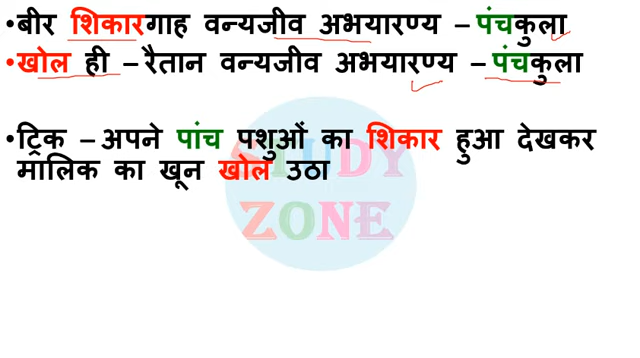 •बीर शिकारगाह वन्यजीव अभयारण्य – पंचकुला
•खोल ही – रैतान वन्यजीव अभयारण्य – पंचकुला
•ट्रिक – अपने पांच पशुओं का शिकार हुआ देखकर
मालिक का खून खोल उठा
STUDY
ZONE